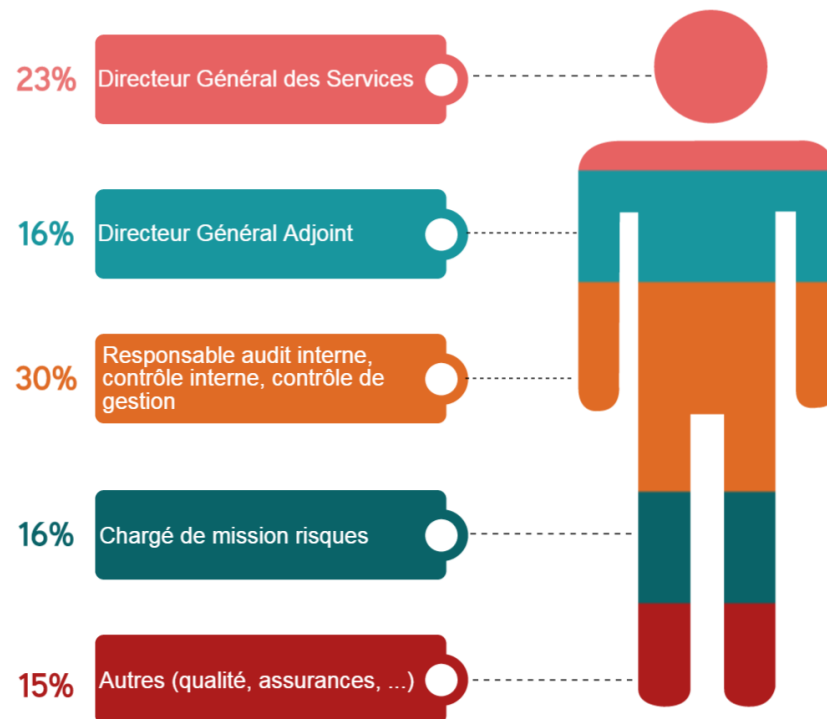 23%
Directeur Général des Services
16%
Directeur Général Adjoint
30%
Responsable audit interne,
contrôle interne, contrôle de
gestion
16%
Chargé de mission risques
15%
Autres (qualité, assurances, ...)